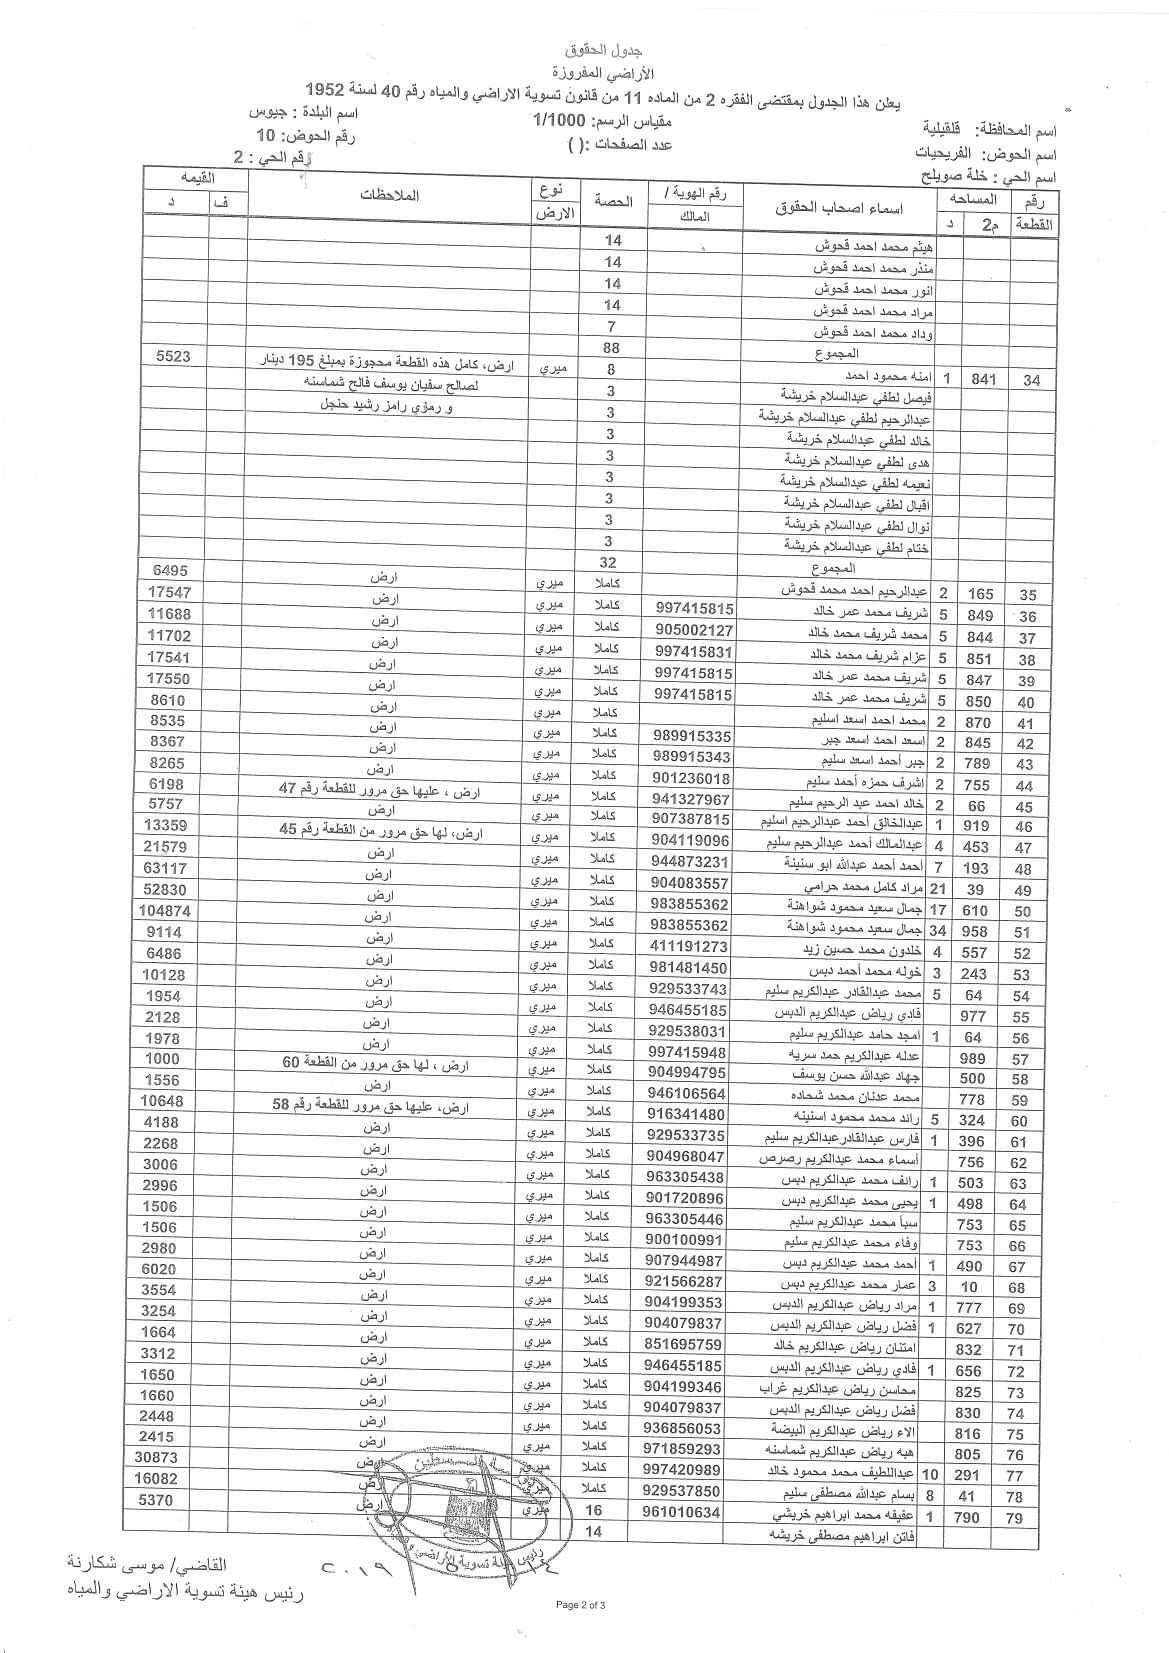 جدول الحقوق
الأراضي المفروزة
يعلن هذا الجدول بمقتضى الفقره 2 من الماده 11 من قانون تسوية الاراضي والمياه رقم 40 لسنة 1952
اسم المحافظة: قلقيلية مقياس الرسم: 1/1000 اسم البلدة : جيوس
اسم الحوض: الفريحيات عدد الصفحات :( ) رقم الحوض: 10
اسم الحي : خلة صويلح رقم الحي : 2
رقم القطعة المساحه م2 د اسماء اصحاب الحقوق رقم الهوية / المالك الحصة نوع الارض الملاحظات القيمه ف د
هيثم محمد احمد قحوش 14
منذر محمد احمد قحوش 14
انور محمد احمد قحوش 14
مراد محمد احمد قحوش 14
وداد محمد احمد قحوش 7
المجموع 88
34 841 1 امنه محمود احمد 8 ميري ارض، كامل هذه القطعة محجوزة بمبلغ 195 دينار 5523
فيصل لطفي عبدالسلام خريشة 3 لصالح سفيان يوسف فالح شماسنه
عبدالرحيم لطفي عبدالسلام خريشة 3 و رمزي رامز رشيد حنجل
خالد لطفي عبدالسلام خريشة 3
هدى لطفي عبدالسلام خريشة 3
نعيمه لطفي عبدالسلام خريشة 3
اقبال لطفي عبدالسلام خريشة 3
نوال لطفي عبدالسلام خريشة 3
ختام لطفي عبدالسلام خريشة 3
المجموع 32
35 165 2 عبدالرحيم احمد محمد قحوش كاملا ميري ارض 6495
36 849 5 شريف محمد عمر خالد 997415815 كاملا ميري ارض 17547
37 844 5 محمد شريف محمد خالد 905002127 كاملا ميري ارض 11688
38 851 5 عزام شريف محمد خالد 997415831 كاملا ميري ارض 11702
39 847 5 شريف محمد عمر خالد 997415815 كاملا ميري ارض 17541
40 850 5 شريف محمد عمر خالد 997415815 كاملا ميري ارض 17550
41 870 2 محمد احمد اسعد اسليم كاملا ميري ارض 8610
42 845 2 اسعد احمد اسعد جبر 989915335 كاملا ميري ارض 8535
43 789 2 جبر أحمد اسعد سليم 989915343 كاملا ميري ارض 8367
44 755 2 اشرف حمزه أحمد سليم 901236018 كاملا ميري ارض 8265
45 66 2 خالد احمد عبد الرحيم سليم 941327967 كاملا ميري ارض ، عليها حق مرور للقطعة رقم 47 6198
46 919 1 عبدالخالق أحمد عبدالرحيم اسليم 907387815 كاملا ميري ارض 5757
47 453 4 عبدالمالك أحمد عبدالرحيم سليم 904119096 كاملا ميري ارض، لها حق مرور من القطعة رقم 45 13359
48 193 7 احمد أحمد عبدالله ابو سنينة 944873231 كاملا ميري ارض 21579
49 39 21 مراد كامل محمد حرامي 904083557 كاملا ميري ارض 63117
50 610 17 جمال سعيد محمود شواهنة 983855362 كاملا ميري ارض 52830
51 958 34 جمال سعيد محمود شواهنة 983855362 كاملا ميري ارض 104874
52 557 4 خلدون محمد حسين زيد 411191273 كاملا ميري ارض 9114
53 243 3 خوله محمد أحمد دبس 981481450 كاملا ميري ارض 6486
54 64 5 محمد عبدالقادر عبدالكريم سليم 929533743 كاملا ميري ارض 10128
55 977 فادي رياض عبدالكريم الدبس 946455185 كاملا ميري ارض 1954
56 64 1 امجد حامد عبدالكريم سليم 929538031 كاملا ميري ارض 2128
57 989 عدله عبدالكريم حمد سريه 997415948 كاملا ميري ارض 1978
58 500 جهاد عبدالله حسن يوسف 904994795 كاملا ميري ارض ، لها حق مرور من القطعة 60 1000
59 778 محمد عدنان محمد شحاده 946106564 كاملا ميري ارض 1556
60 324 5 رائد محمد محمود اسنينه 916341480 كاملا ميري ارض، عليها حق مرور للقطعة رقم 58 10648
61 396 1 فارس عبدالقادرعبدالكريم سليم 929533735 كاملا ميري ارض 4188
62 756 أسماء محمد عبدالكريم رصرص 904968047 كاملا ميري ارض 2268
63 503 1 رائف محمد عبدالكريم دبس 963305438 كاملا ميري ارض 3006
64 498 1 يحيى محمد عبدالكريم دبس 901720896 كاملا ميري ارض 2996
65 753 سبأ محمد عبدالكريم سليم 963305446 كاملا ميري ارض 1506
66 753 وفاء محمد عبدالكريم سليم 900100991 كاملا ميري ارض 1506
67 490 1 احمد محمد عبدالكريم دبس 907944987 كاملا ميري ارض 2980
68 10 3 عمار محمد عبدالكريم دبس 921566287 كاملا ميري ارض 6020
69 777 1 مراد رياض عبدالكريم الدبس 904199353 كاملا ميري ارض 3554
70 627 1 فضل رياض عبدالكريم الدبس 904079837 كاملا ميري ارض 3254
71 832 امتنان رياض عبدالكريم خالد 851695759 كاملا ميري ارض 1664
72 656 1 فادي رياض عبدالكريم الدبس 946455185 كاملا ميري ارض 3312
73 825 محاسن رياض عبدالكريم غراب 904199346 كاملا ميري ارض 1650
74 830 فضل رياض عبدالكريم الدبس 904079837 كاملا ميري ارض 1660
75 816 الاء رياض عبدالكريم البيضة 936856053 كاملا ميري ارض 2448
76 805 هبه رياض عبدالكريم شماسنه 971859293 كاملا ميري ارض 2415
77 291 10 عبداللطيف محمد محمود خالد 997420989 كاملا ميري ارض 30873
78 41 8 بسام عبدالله مصطفى سليم 929537850 كاملا ميري ارض 16082
79 790 1 عفيفه محمد ابراهيم خريشي 961010634 16 ميري ارض 5370
فاتن ابراهيم مصطفى خريشه 14
القاضي/ موسى شكارنة
رئيس هيئة تسوية الاراضي والمياه
٢٠١٩
Page 2 of 3